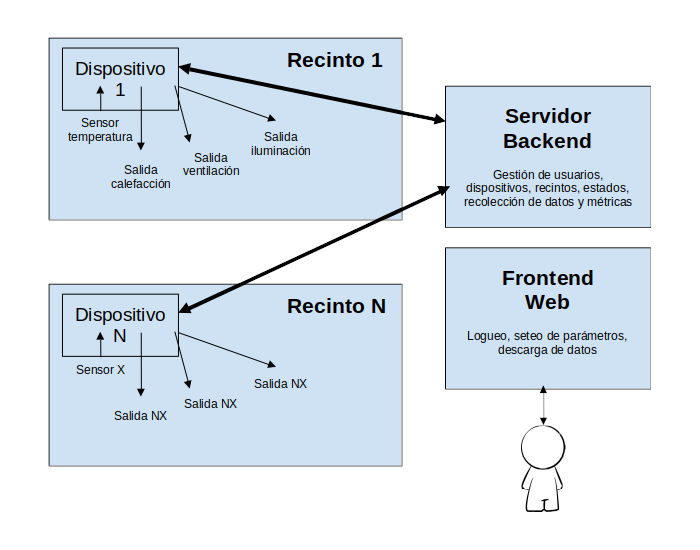 Recinto 1
Dispositivo
1
Sensor
temperatura
Salida
calefacción
Salida
ventilación
Salida
iluminación
Servidor
Backend
Gestión de usuarios,
dispositivos, recintos, estados,
recolección de datos y métricas
Recinto N
Dispositivo
N
Sensor X
Salida NX
Salida NX
Salida NX
Frontend
Web
Logueo, seteo de parámetros,
descarga de datos